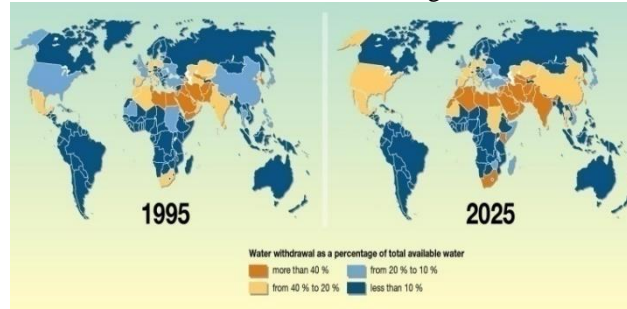 1995
2025
Water withdrawal as a percentage of total available water
more than 40 %
from 20 % to 10 %
from 40 % to 20 %
less than 10 %